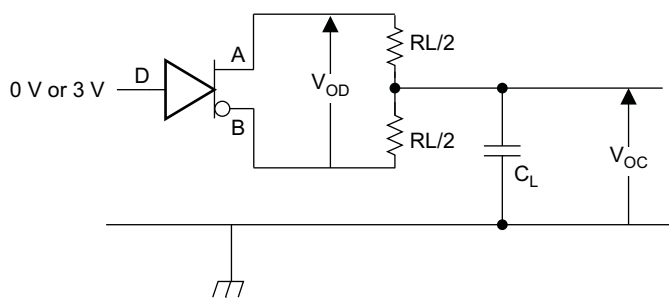 A
RL/2
0 V or 3 V
D
V_OD
B
RL/2
C_L
V_OC